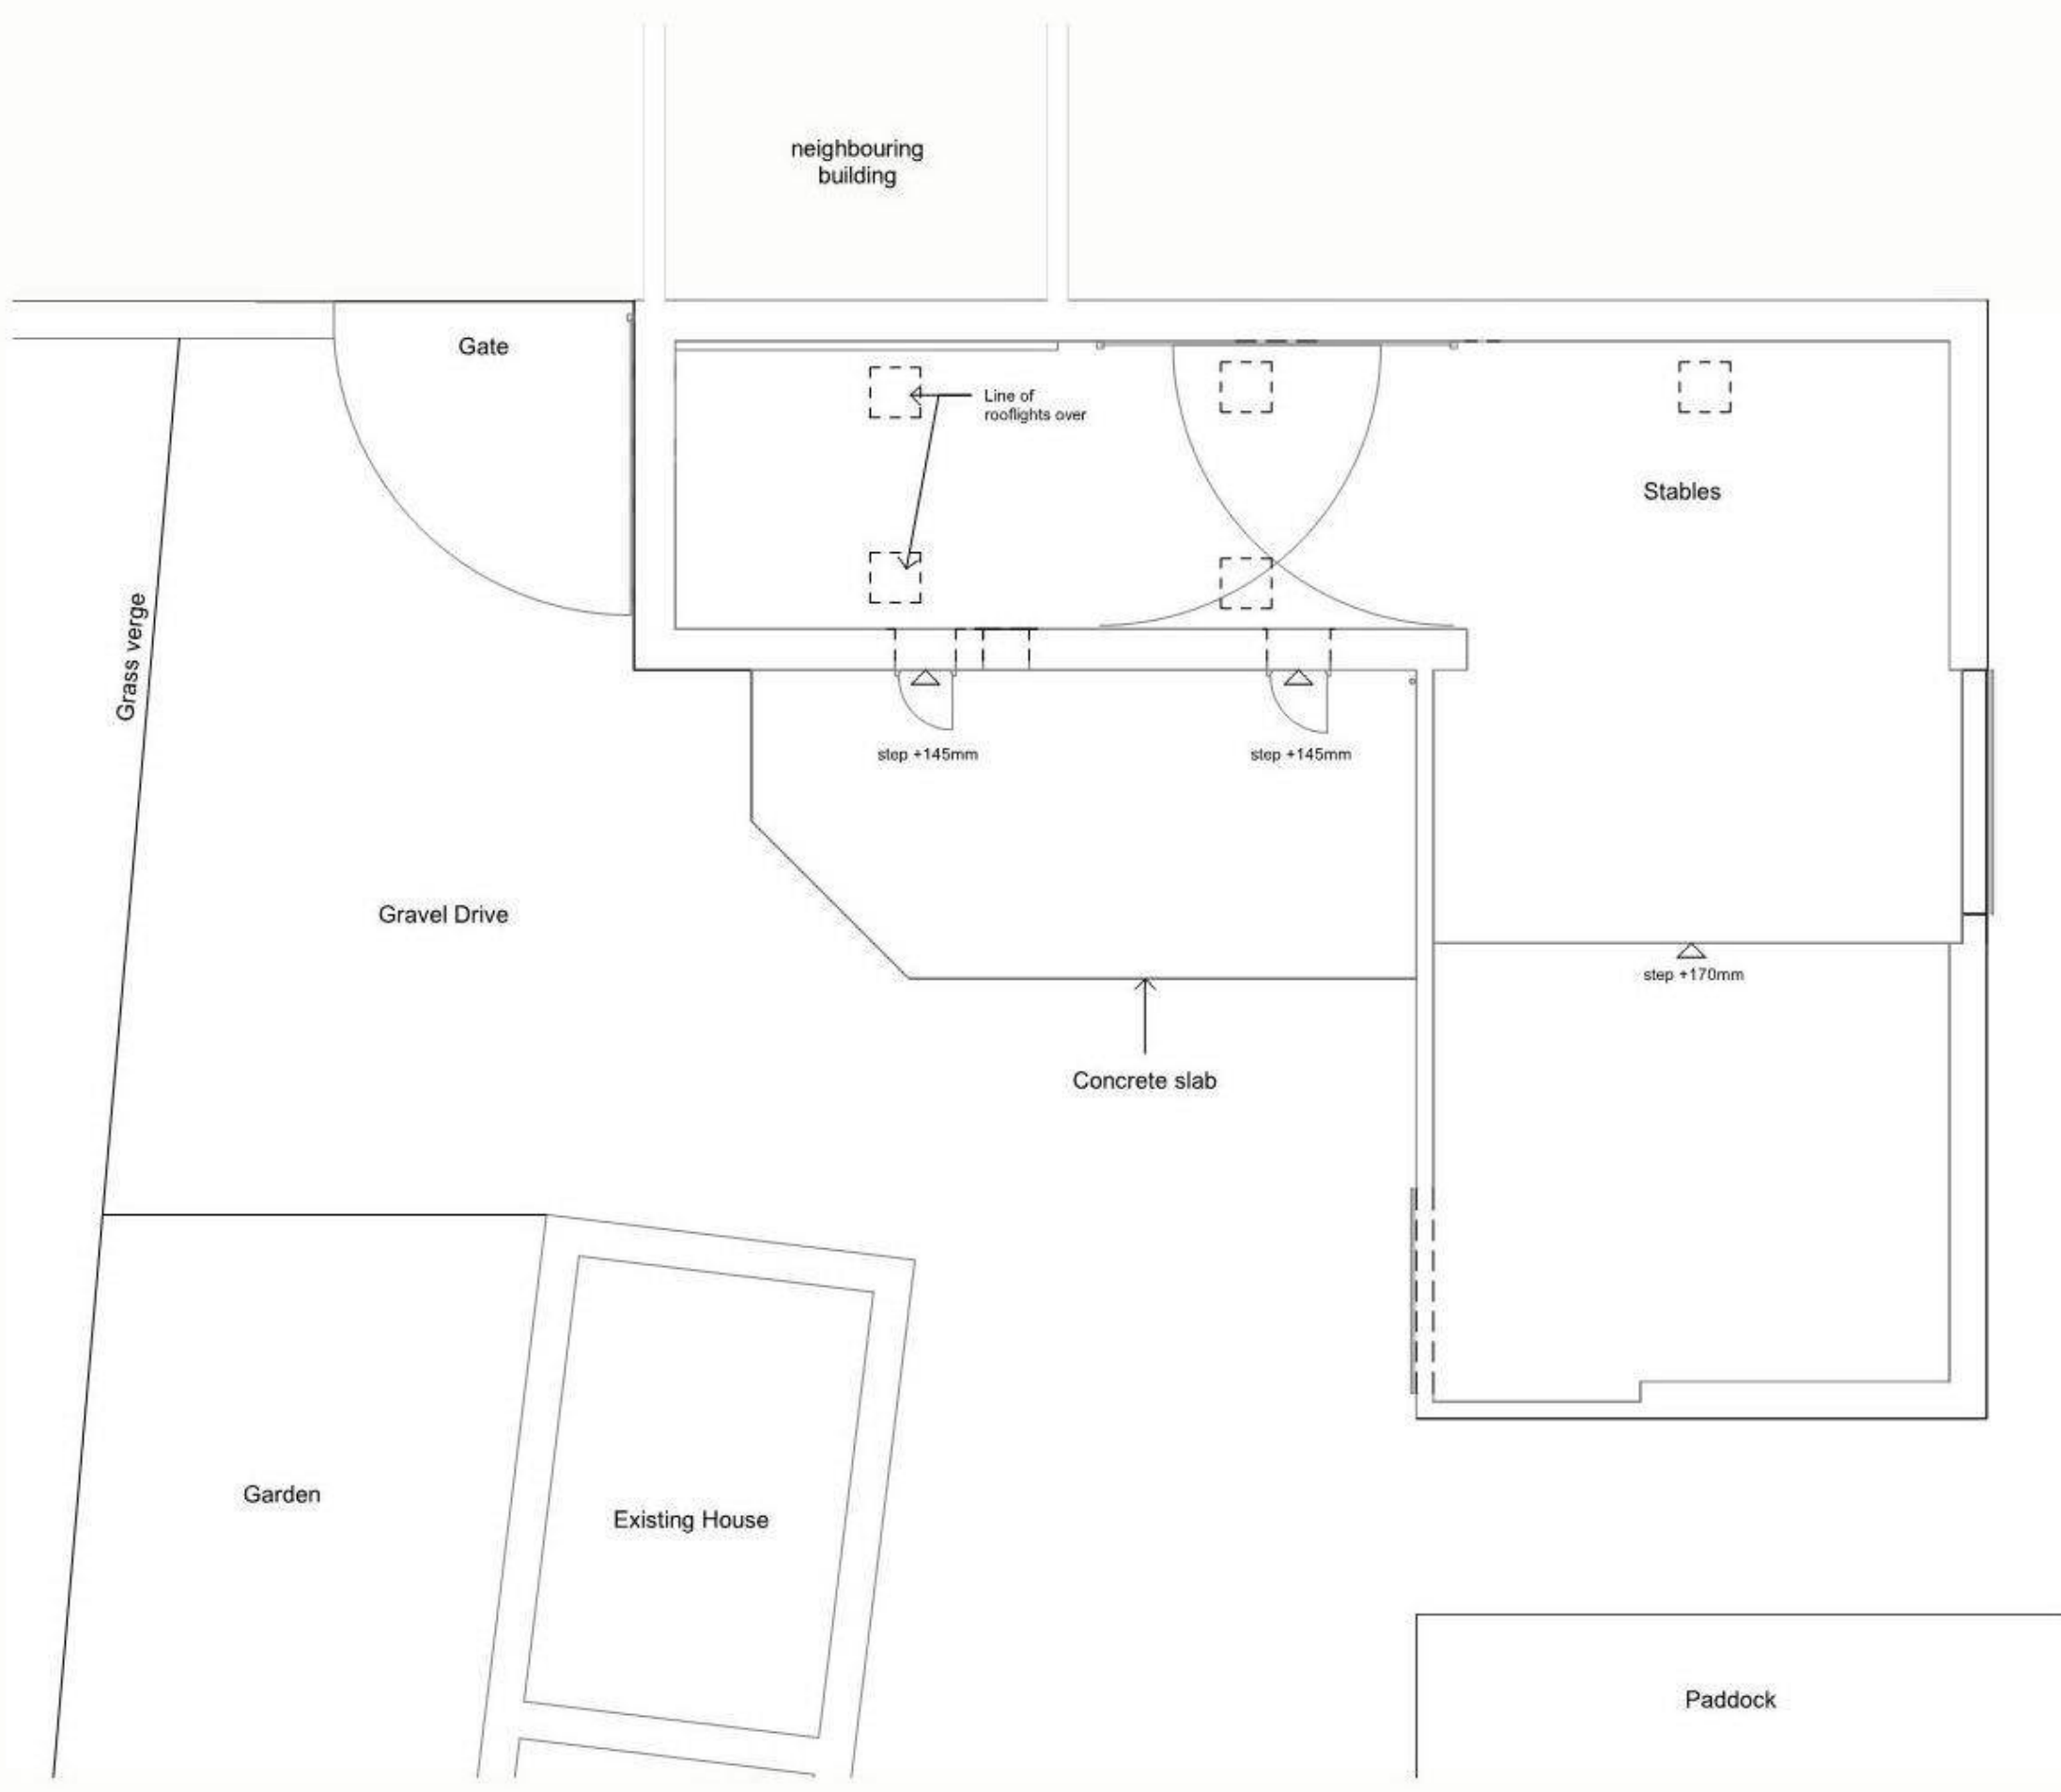 neighbouring
building
Gate
Line of
rooflights over
Stables
Grass verge
step +145mm
step +145mm
Gravel Drive
step +170mm
Concrete slab
Garden
Existing House
Paddock